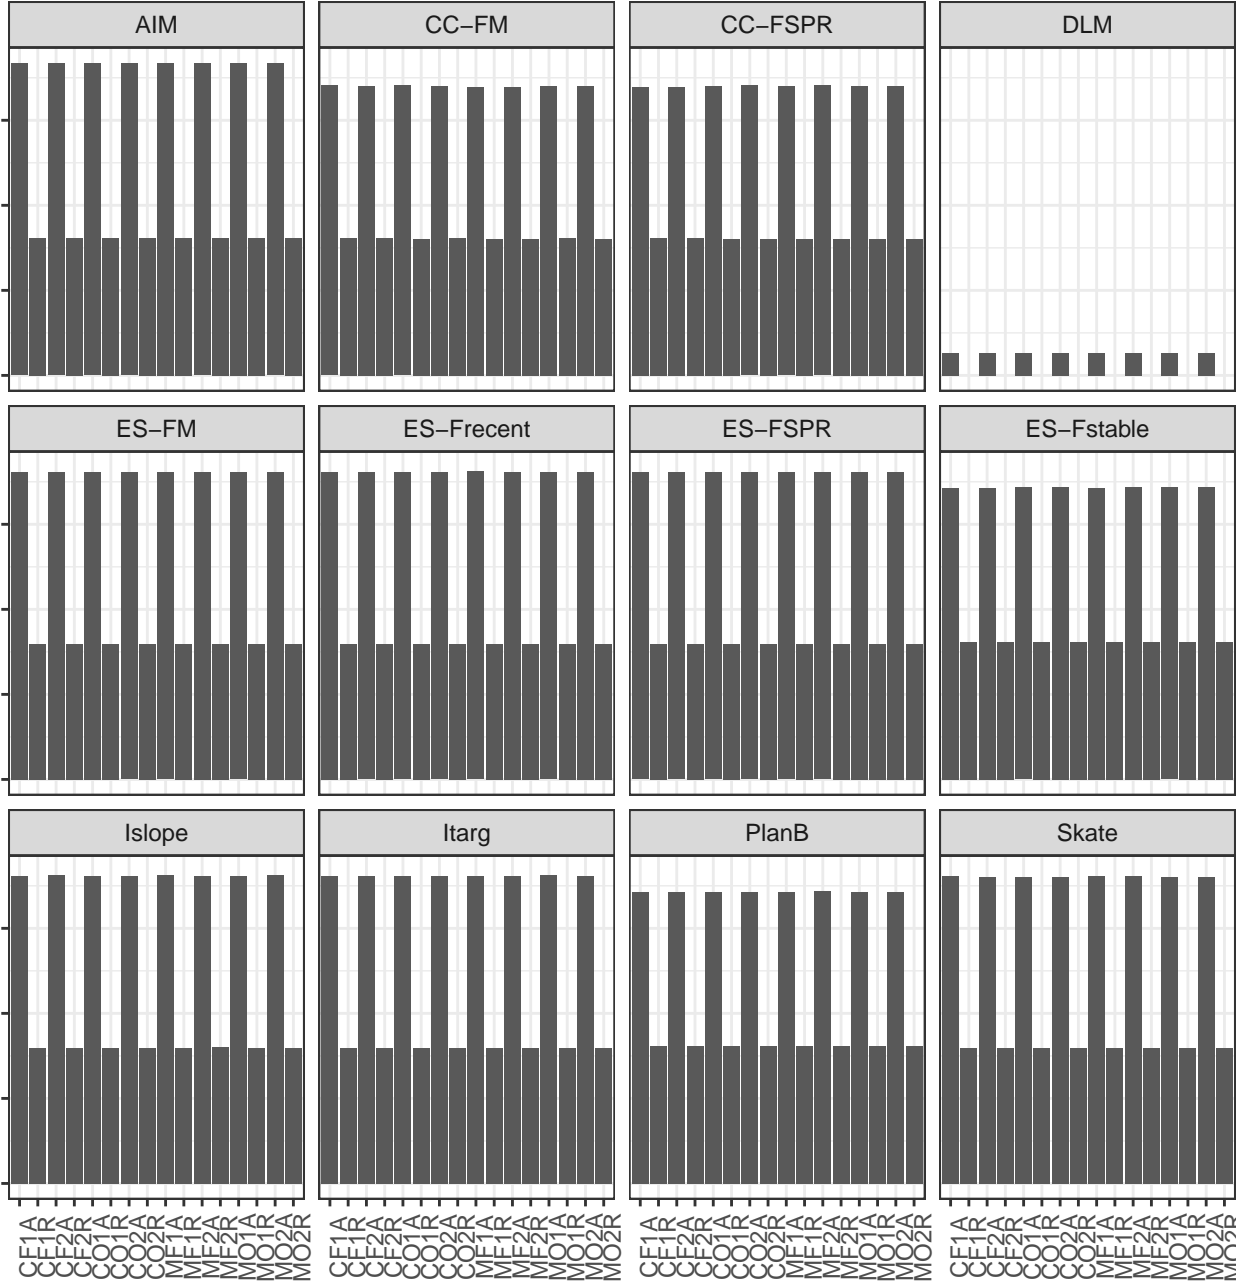 AIM CC−FM CC−FSPR DLM
ES−FM ES−Frecent ES−FSPR ES−Fstable
Islope Itarg PlanB Skate
CF1A CF1R CF2A CF2R CO1A CO1R CO2A CO2R MF1A MF1R MF2A MF2R MO1A MO1R MO2A MO2R CF1A CF1R CF2A CF2R CO1A CO1R CO2A CO2R MF1A MF1R MF2A MF2R MO1A MO1R MO2A MO2R CF1A CF1R CF2A CF2R CO1A CO1R CO2A CO2R MF1A MF1R MF2A MF2R MO1A MO1R MO2A MO2R CF1A CF1R CF2A CF2R CO1A CO1R CO2A CO2R MF1A MF1R MF2A MF2R MO1A MO1R MO2A MO2R